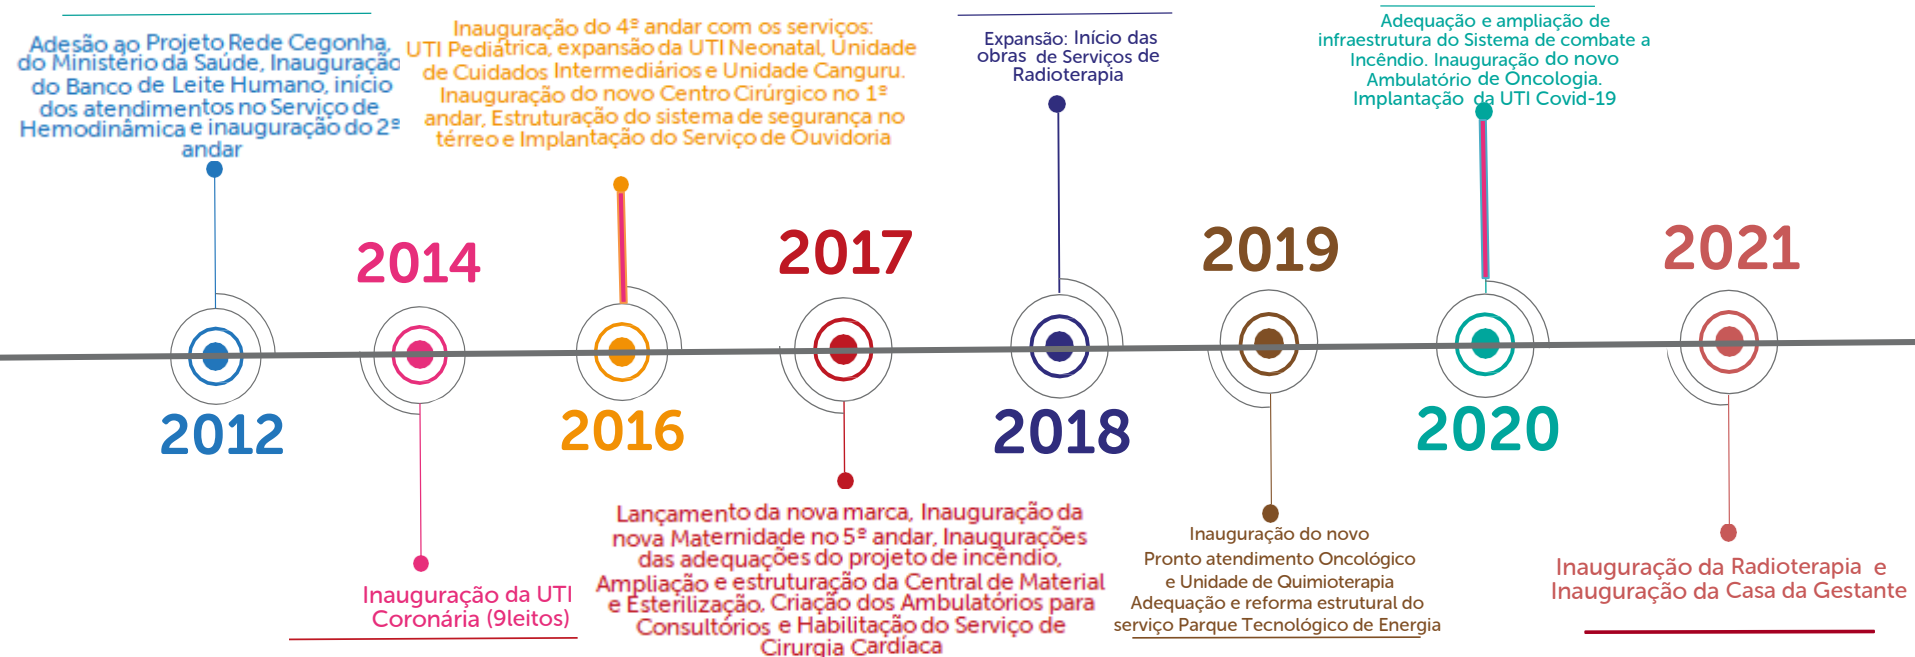 Adesão ao Projeto Rede Cegonha,
do Ministério da Saúde, Inauguração
do Banco de Leite Humano, início
dos atendimentos no Serviço de
Hemodinâmica e inauguração do 2º
andar
2012
2014
Inauguração da UTI
Coronária (9leitos)
Inauguração do 4º andar com os serviços:
UTI Pediátrica, expansão da UTI Neonatal, Unidade
de Cuidados Intermediários e Unidade Canguru.
Inauguração do novo Centro Cirúrgico no 1º
andar, Estruturação do sistema de segurança no
térreo e Implantação do Serviço de Ouvidoria
2016
2017
Lançamento da nova marca, Inauguração da
nova Maternidade no 5º andar, Inaugurações
das adequações do projeto de incêndio,
Ampliação e estruturação da Central de Material
e Esterilização, Criação dos Ambulatórios para
Consultórios e Habilitação do Serviço de
Cirurgia Cardíaca
Expansão: Início das
obras de Serviços de
Radioterapia
2018
2019
Inauguração do novo
Pronto atendimento Oncológico
e Unidade de Quimioterapia
Adequação e reforma estrutural do
serviço Parque Tecnológico de Energia
Adequação e ampliação de
infraestrutura do Sistema de combate a
Incêndio. Inauguração do novo
Ambulatório de Oncologia.
Implantação da UTI Covid-19
2020
2021
Inauguração da Radioterapia e
Inauguração da Casa da Gestante